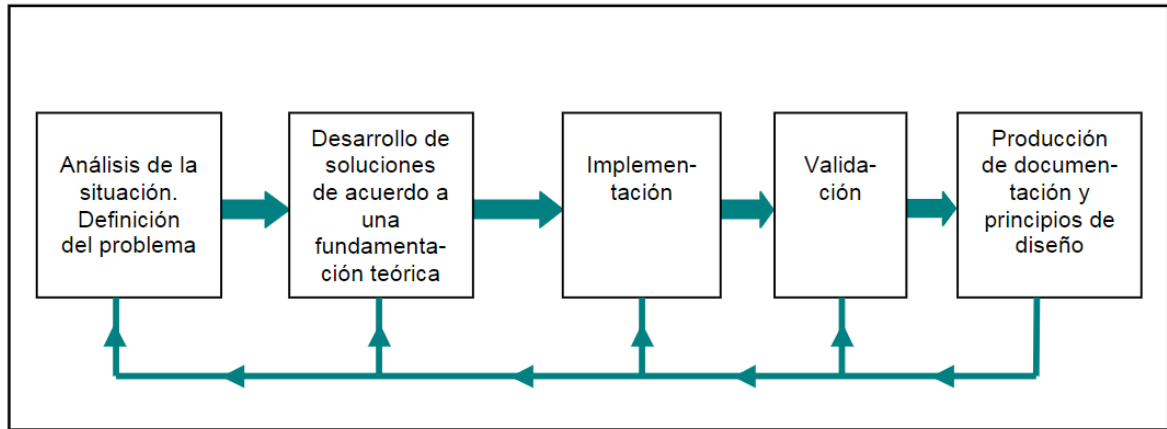 Análisis de la
situación.
Definición
del problema
Desarrollo de
soluciones
de acuerdo a
una
fundamenta-
ción teórica
Implemen-
tación
Valida-
ción
Producción
de documen-
tación y
principios de
diseño